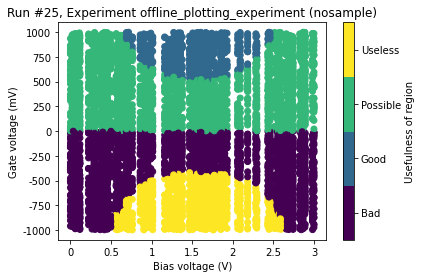 Run #25, Experiment offline_plotting_experiment (nosample)
1000
750
500
250
0
-250
-500
-750
-1000
Gate voltage (mV)
0
0.5
1
1.5
2
2.5
3
Bias voltage (V)
Useless
Possible
Good
Bad
Usefulness of region